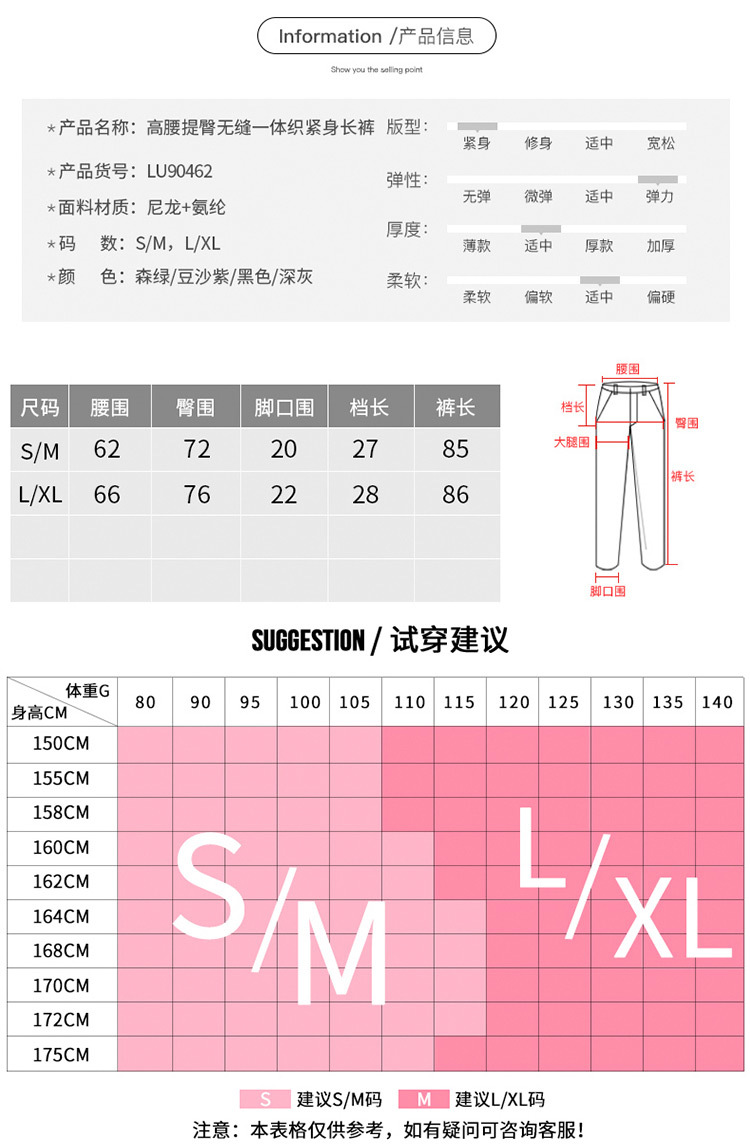 Information /产品信息
Show you the selling point
*产品名称：高腰提臀无缝一体织紧身长裤
*产品货号：LU90462
*面料材质：尼龙+氨纶
*码 数：S/M，L/XL
*颜 色：森绿/豆沙紫/黑色/深灰
版型：
紧身 修身 适中 宽松
弹性：
无弹 微弹 适中 弹力
厚度：
薄款 适中 厚款 加厚
柔软：
柔软 偏软 适中 偏硬
尺码 腰围 臀围 脚口围 档长 裤长
S/M 62 72 20 27 85
L/XL 66 76 22 28 86
腰围
档长
臀围
大腿围
裤长
脚口围
SUGGESTION / 试穿建议
体重G
身高CM
80 90 95 100 105 110 115 120 125 130 135 140
150CM
155CM
158CM
160CM
162CM
164CM
168CM
170CM
172CM
175CM
S/M
L/XL
S 建议S/M码 M 建议L/XL码
注意：本表格仅供参考，如有疑问可咨询客服！